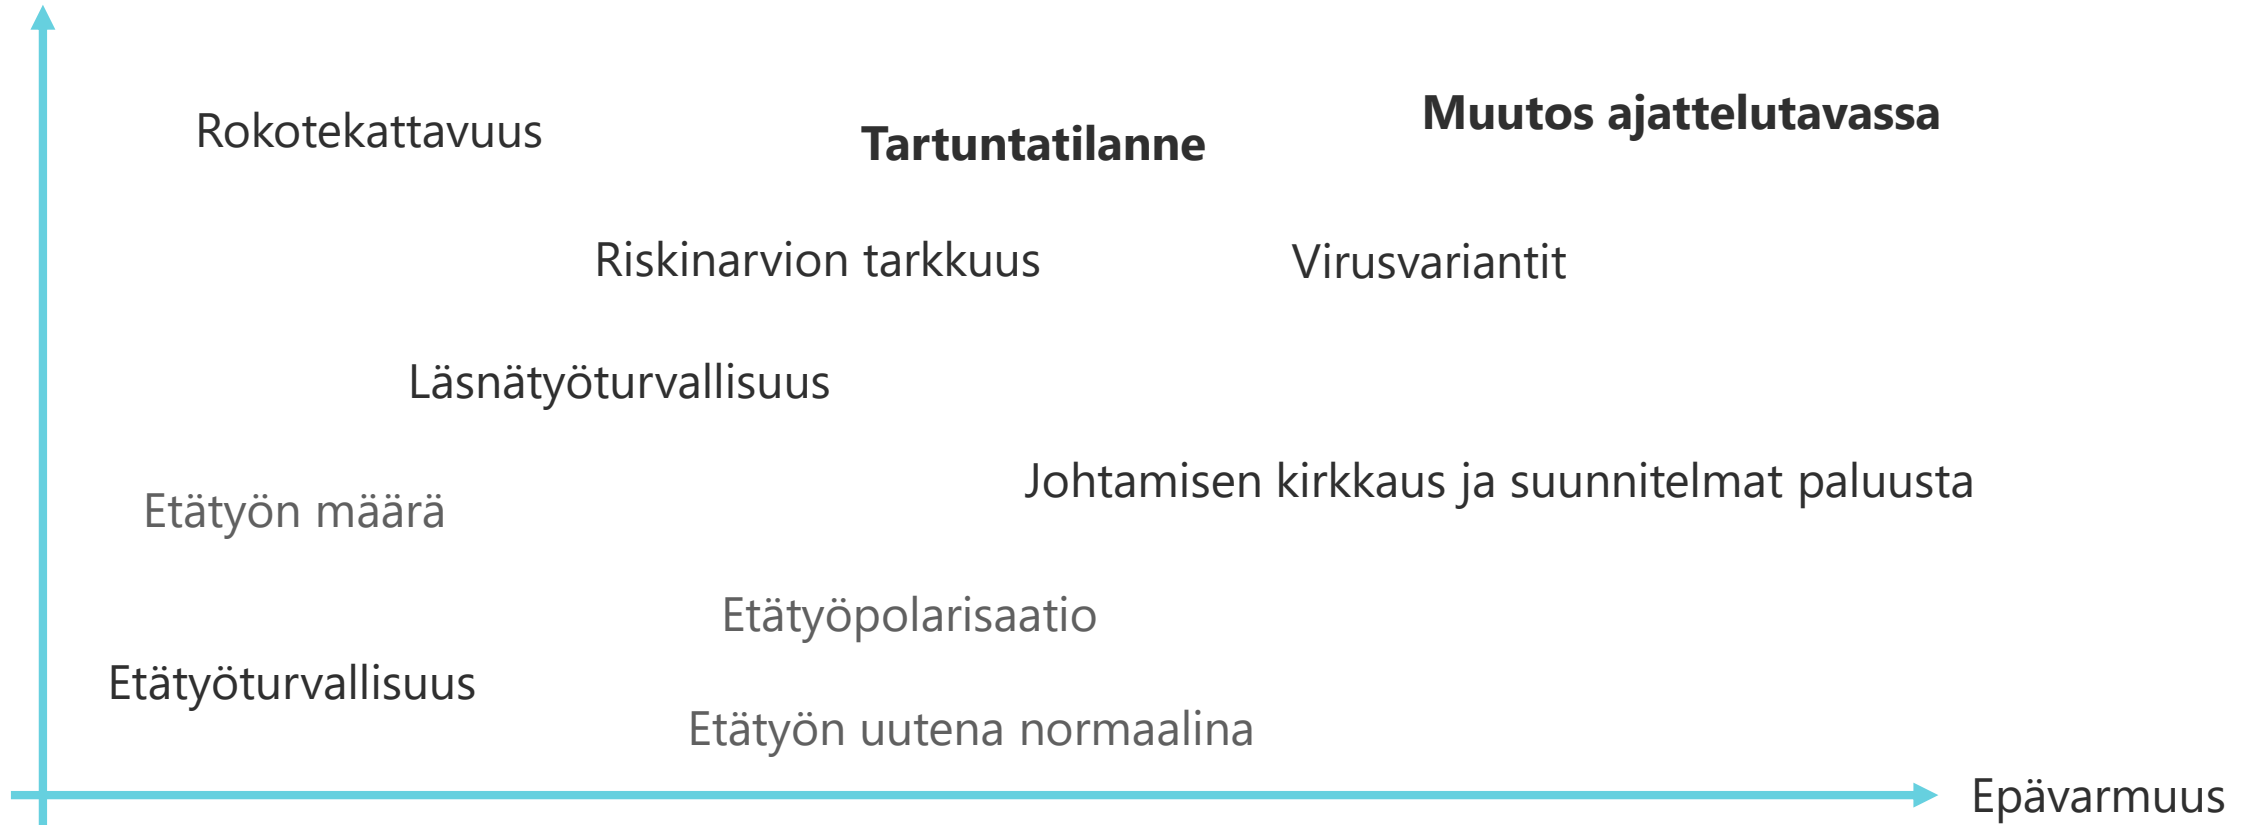 Muutos ajattelutavassa
Rokotekattavuus
Tartuntatilanne
Riskinarvion tarkkuus
Virusvariantit
Läsnätyöturvallisuus
Johtamisen kirkkaus ja suunnitelmat paluusta
Etätyön määrä
Etätyöpolarisaatio
Etätyöturvallisuus
Etätyön uutena normaalina
Epävarmuus